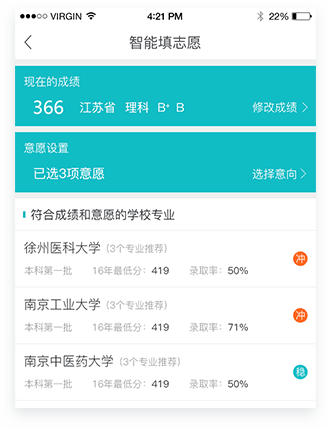 VIRGIN 4:21 PM 22%
智能填志愿
现在的成绩
366 江苏省 理科 B+ B 修改成绩
意愿设置
已选3项意愿 选择意向
符合成绩和意愿的学校专业
徐州医科大学 (3个专业推荐)
冲
本科第一批 16年最低分：419 录取率：50%
南京工业大学 (3个专业推荐)
冲
本科第一批 16年最低分：419 录取率：71%
南京中医药大学 (3个专业推荐)
稳
本科第一批 16年最低分：419 录取率：50%